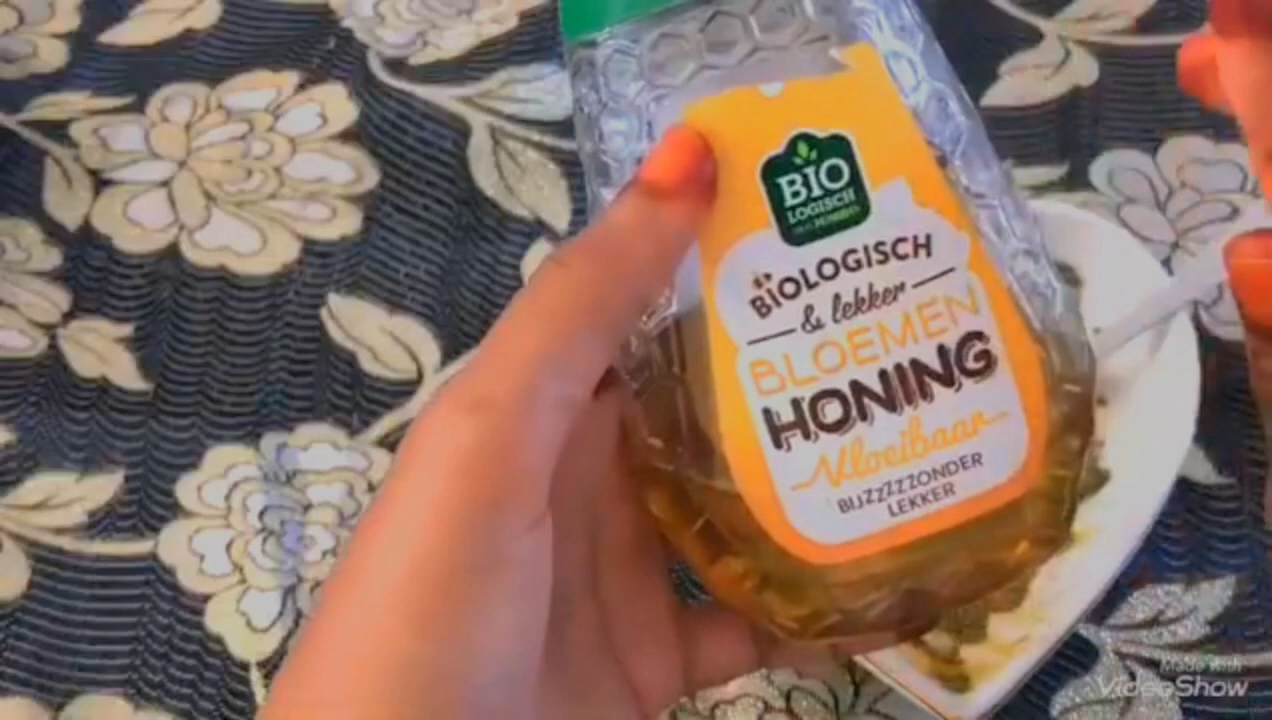 BIO
LOGISCH
BiOLOGISCH
& lekker
BLOEMEN
HONING
Vloeibaar
BIJZZZZZONDER
LEKKER
Made with
VideoShow